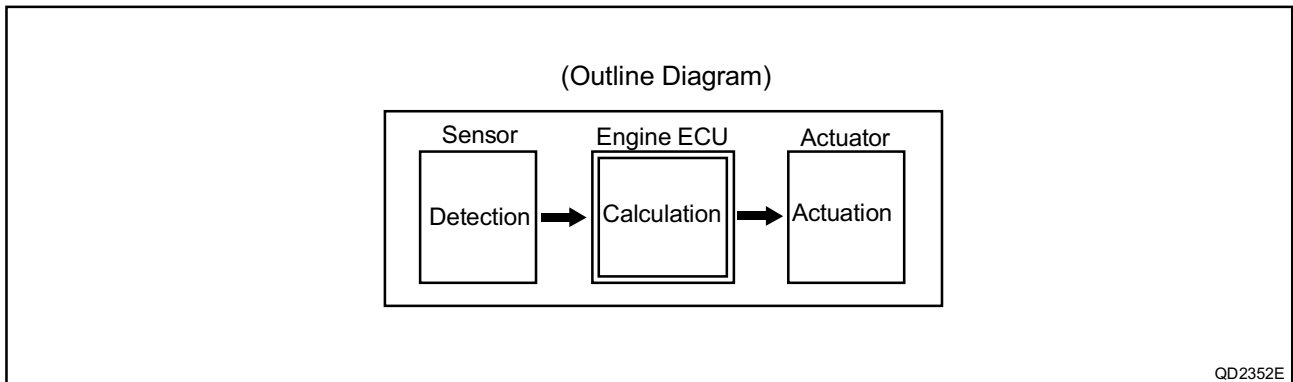 (Outline Diagram)
Sensor Engine ECU Actuator
Detection Calculation Actuation
QD2352E